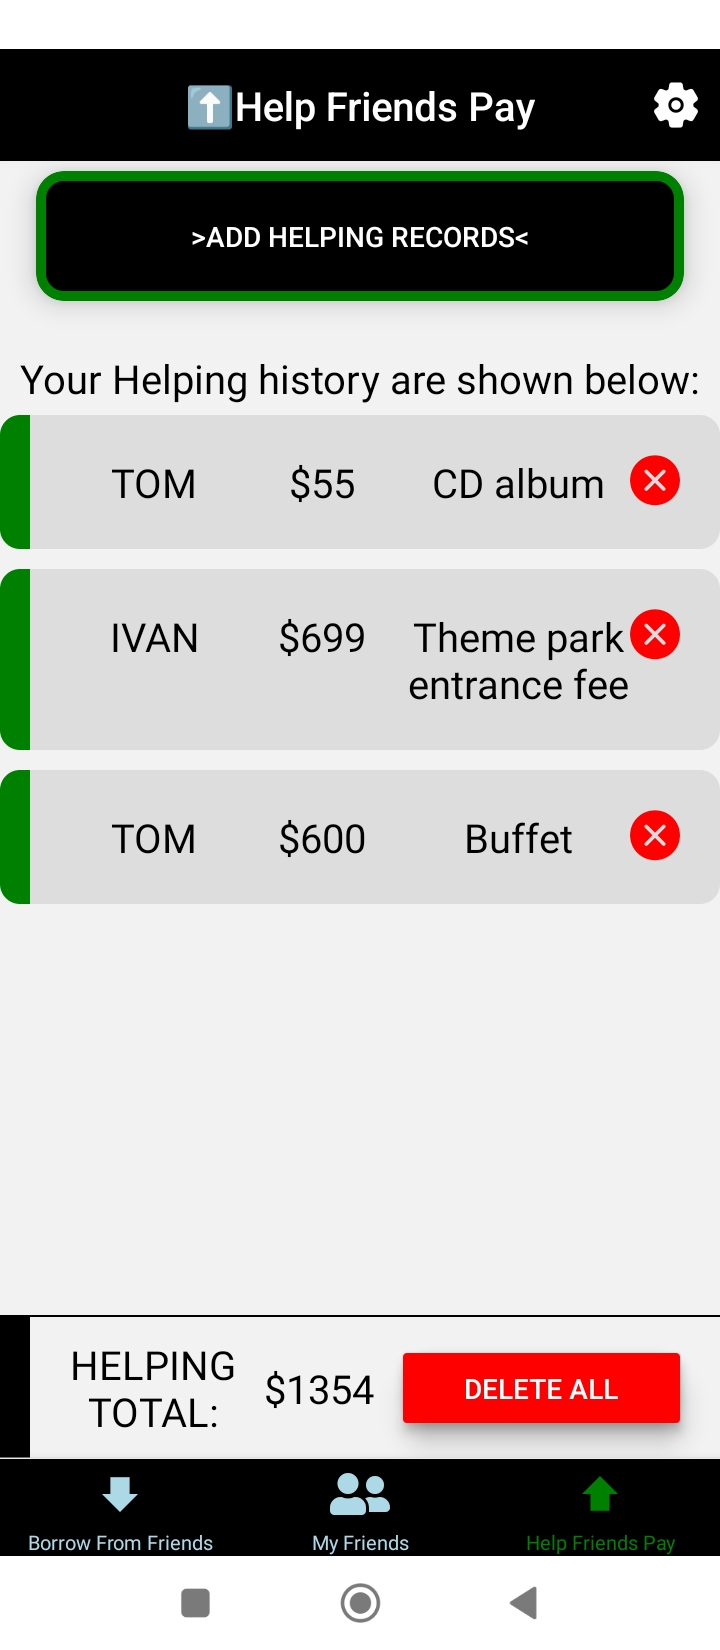 ⬆️Help Friends Pay
>ADD HELPING RECORDS<
Your Helping history are shown below:
TOM $55 CD album
IVAN $699 Theme park
entrance fee
TOM $600 Buffet
HELPING
TOTAL: $1354 DELETE ALL
Borrow From Friends My Friends Help Friends Pay